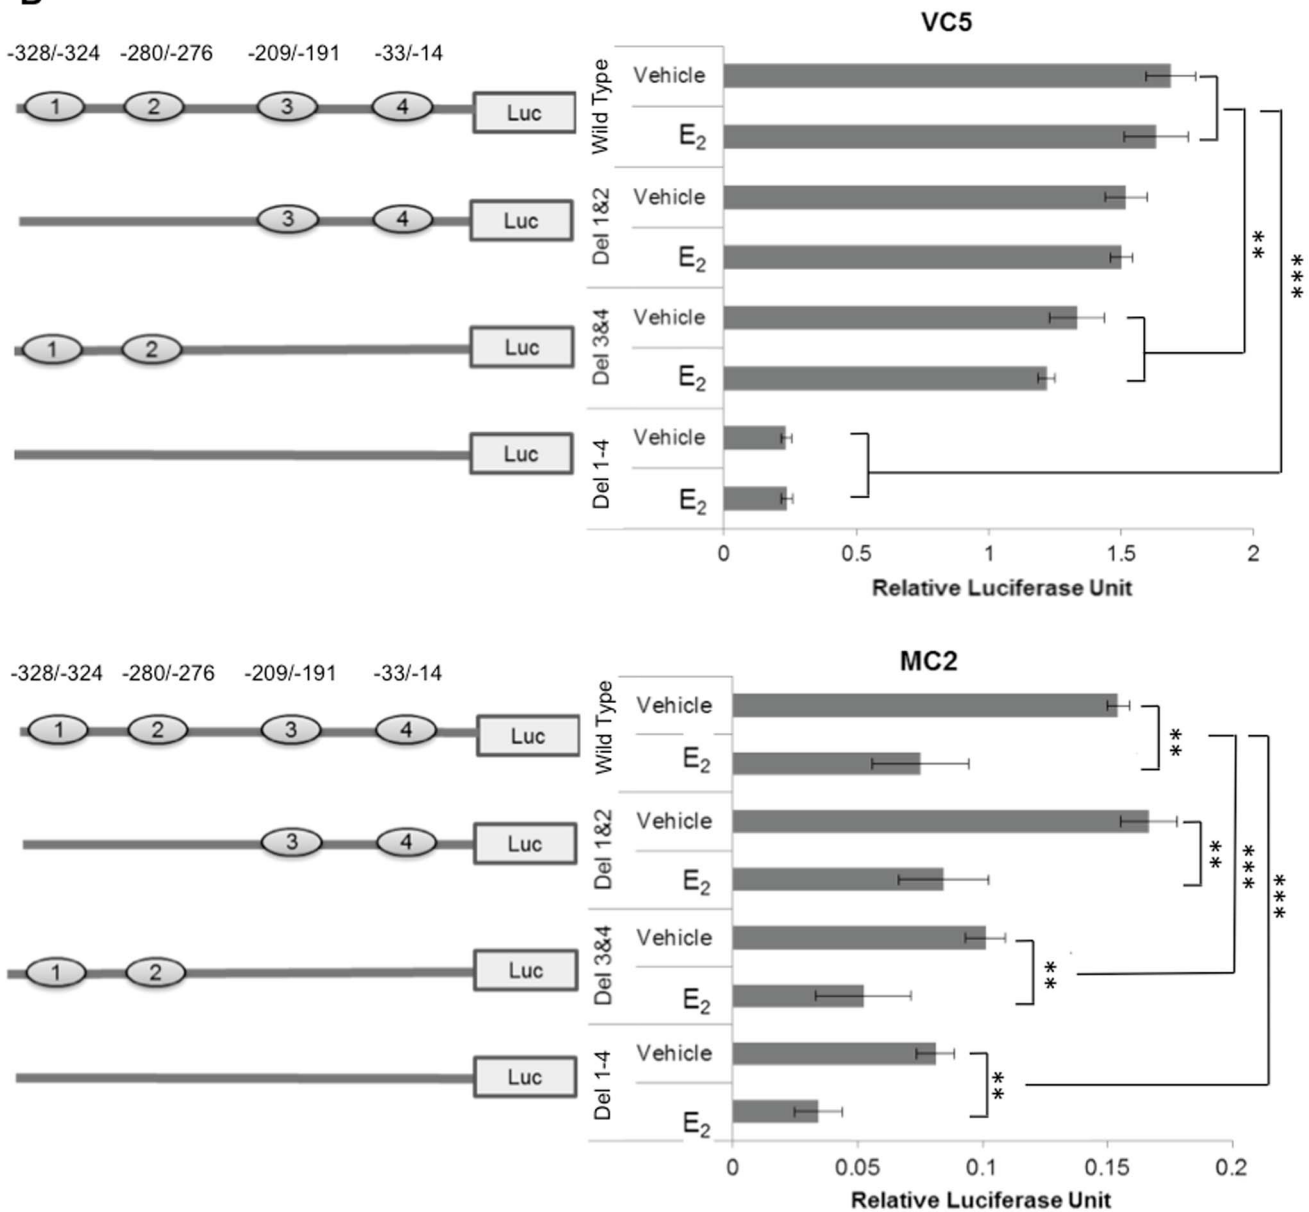 VC5
-328/-324 -280/-276 -209/-191 -33/-14
1 2 3 4 Luc
Wild Type
Vehicle
E2
3 4 Luc
Del 1&2
Vehicle
E2
1 2 Luc
Del 3&4
Vehicle
E2
Luc
Del 1-4
Vehicle
E2
**
***
0 0.5 1 1.5 2
Relative Luciferase Unit
MC2
-328/-324 -280/-276 -209/-191 -33/-14
1 2 3 4 Luc
Wild Type
Vehicle
E2
**
3 4 Luc
Del 1&2
Vehicle
E2
**
***
***
1 2 Luc
Del 3&4
Vehicle
E2
**
Luc
Del 1-4
Vehicle
E2
**
0 0.05 0.1 0.15 0.2
Relative Luciferase Unit